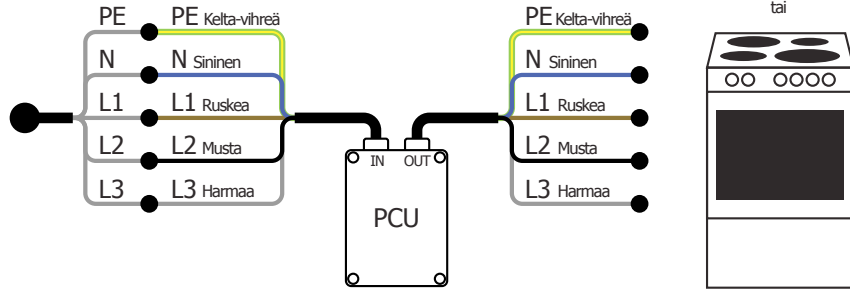 tai
PE PE Kelta-vihreä PE Kelta-vihreä
N N Sininen N Sininen
L1 L1 Ruskea L1 Ruskea
L2 L2 Musta IN OUT L2 Musta
L3 L3 Harmaa L3 Harmaa
PCU